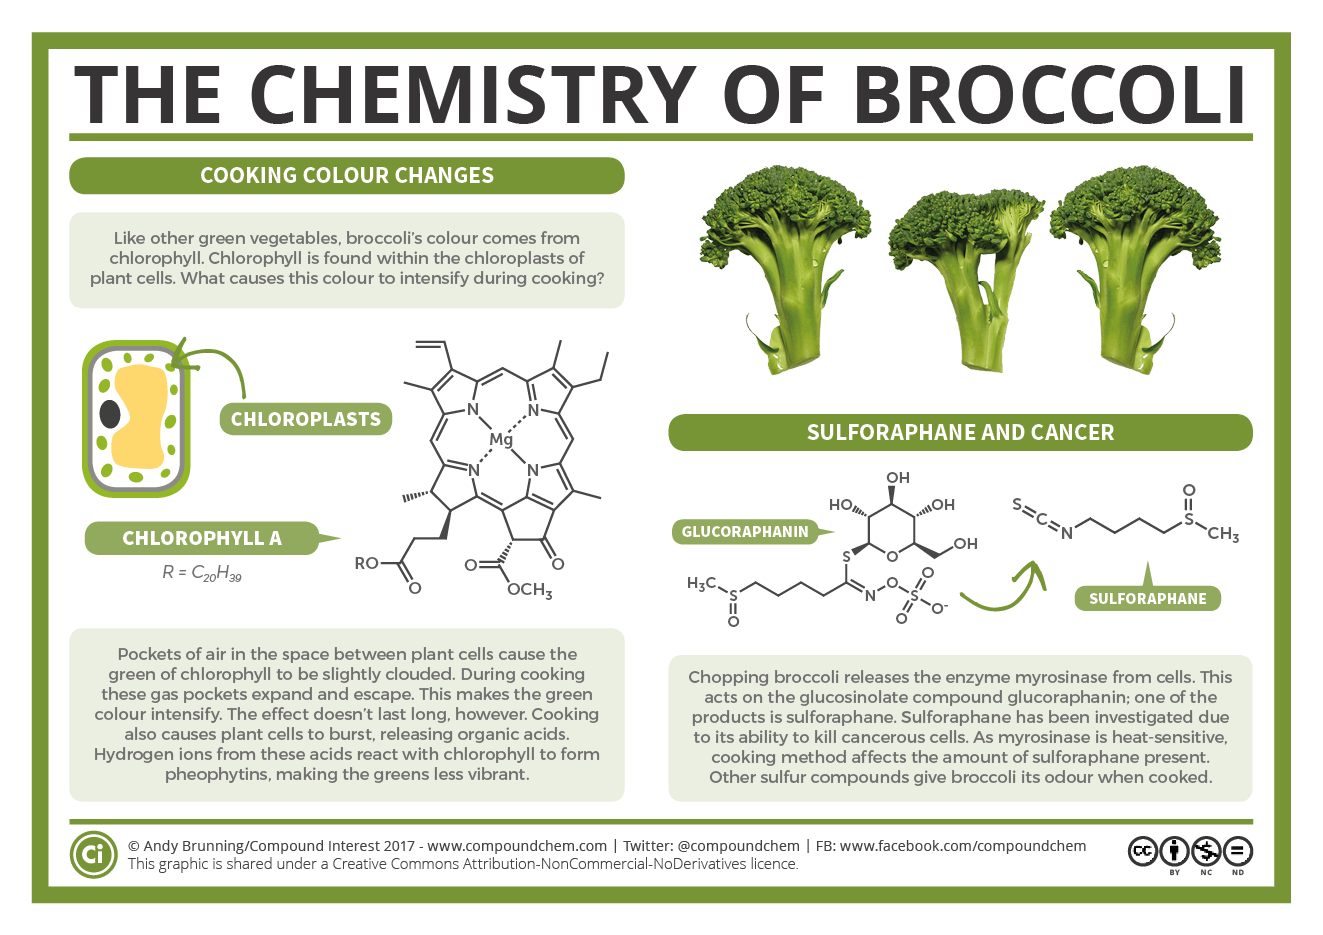 THE CHEMISTRY OF BROCCOLI
COOKING COLOUR CHANGES
Like other green vegetables, broccoli's colour comes from
chlorophyll. Chlorophyll is found within the chloroplasts of
plant cells. What causes this colour to intensify during cooking?
CHLOROPLASTS
N
N
Mg
N
N
RO
O
O
OCH3
O
CHLOROPHYLL A
R = C20H39
Pockets of air in the space between plant cells cause the
green of chlorophyll to be slightly clouded. During cooking
these gas pockets expand and escape. This makes the green
colour intensify. The effect doesn't last long, however. Cooking
also causes plant cells to burst, releasing organic acids.
Hydrogen ions from these acids react with chlorophyll to form
pheophytins, making the greens less vibrant.
SULFORAPHANE AND CANCER
GLUCORAPHANIN
OH
HO
OH
OH
O
S
H3C
S
O
N
O
S
O
O
O-
S
C
N
O
S
CH3
SULFORAPHANE
Chopping broccoli releases the enzyme myrosinase from cells. This
acts on the glucosinolate compound glucoraphanin; one of the
products is sulforaphane. Sulforaphane has been investigated due
to its ability to kill cancerous cells. As myrosinase is heat-sensitive,
cooking method affects the amount of sulforaphane present.
Other sulfur compounds give broccoli its odour when cooked.
Ci
© Andy Brunning/Compound Interest 2017 - www.compoundchem.com | Twitter: @compoundchem | FB: www.facebook.com/compoundchem
This graphic is shared under a Creative Commons Attribution-NonCommercial-NoDerivatives licence.
cc
BY NC ND